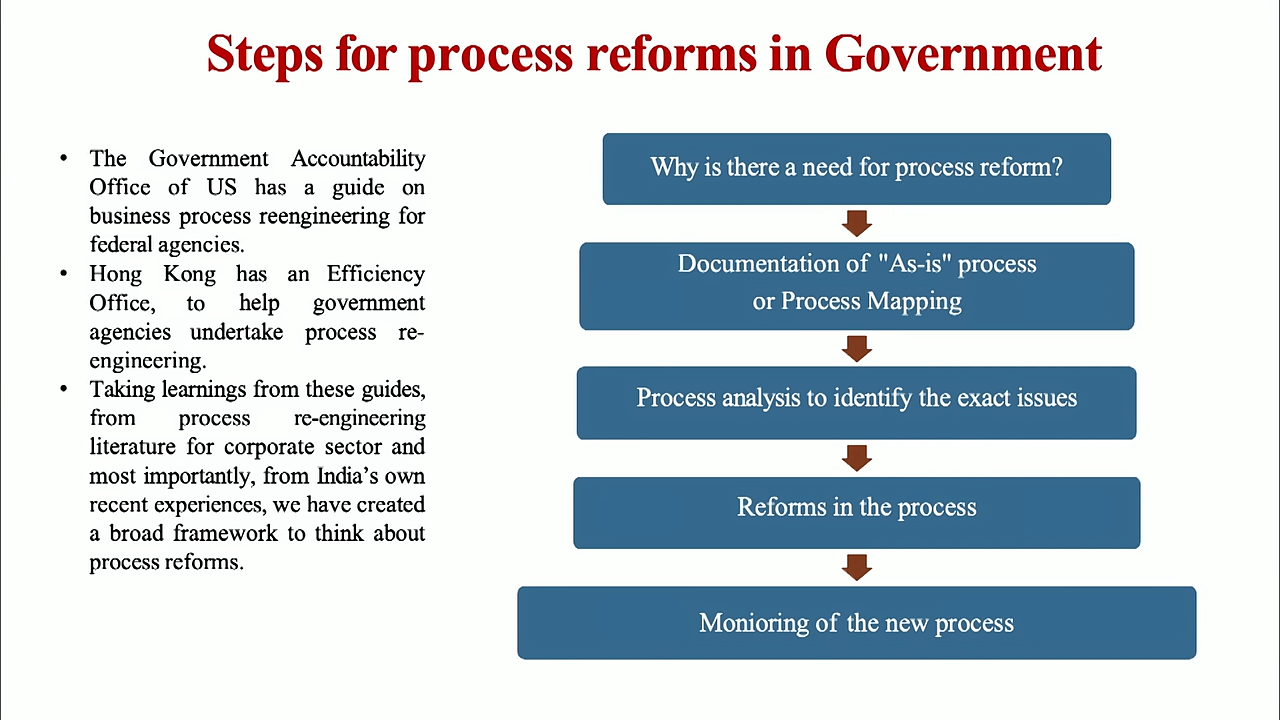 Steps for process reforms in Government
• The Government Accountability
Office of US has a guide on
business process reengineering for
federal agencies.
• Hong Kong has an Efficiency
Office, to help government
agencies undertake process re-
engineering.
• Taking learnings from these guides,
from process re-engineering
literature for corporate sector and
most importantly, from India’s own
recent experiences, we have created
a broad framework to think about
process reforms.
Why is there a need for process reform?
Documentation of "As-is" process
or Process Mapping
Process analysis to identify the exact issues
Reforms in the process
Monioring of the new process